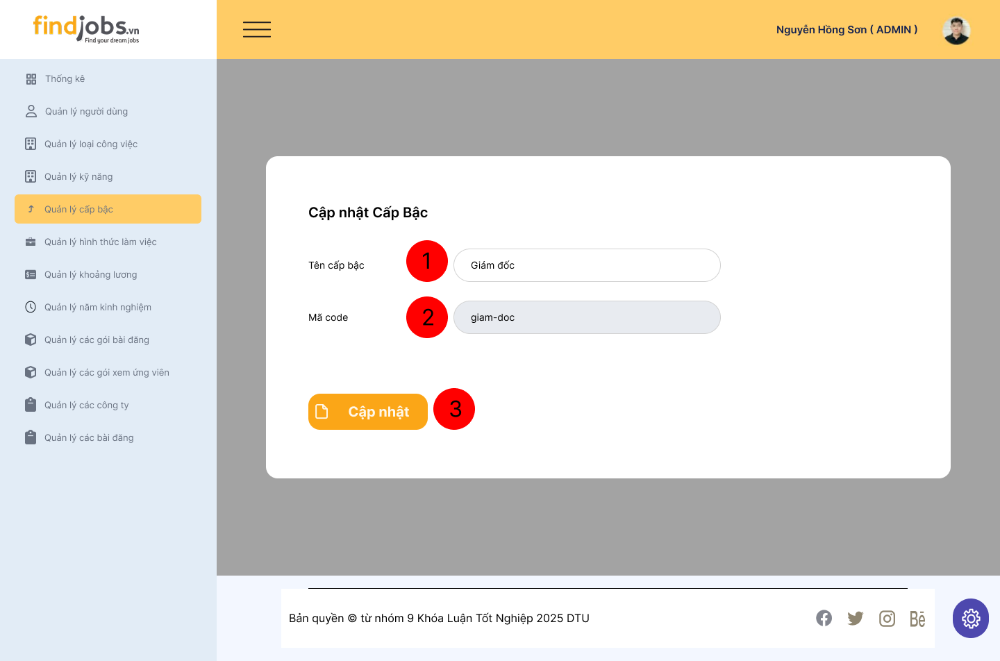 findjobs.vn
Find your dream jobs
Nguyễn Hồng Sơn ( ADMIN )
Thống kê
Quản lý người dùng
Quản lý loại công việc
Quản lý kỹ năng
Quản lý cấp bậc
Quản lý hình thức làm việc
Quản lý khoảng lương
Quản lý năm kinh nghiệm
Quản lý các gói bài đăng
Quản lý các gói xem ứng viên
Quản lý các công ty
Quản lý các bài đăng
Cập nhật Cấp Bậc
Tên cấp bậc 1 Giám đốc
Mã code 2 giam-doc
Cập nhật 3
Bản quyền © từ nhóm 9 Khóa Luận Tốt Nghiệp 2025 DTU